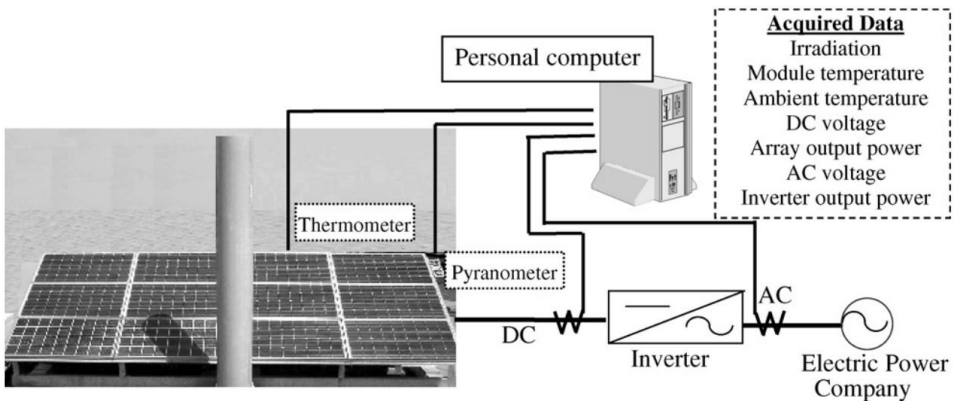 Acquired Data
Irradiation
Module temperature
Ambient temperature
DC voltage
Array output power
AC voltage
Inverter output power
Personal computer
Thermometer
Pyranometer
DC
AC
Inverter
Electric Power
Company